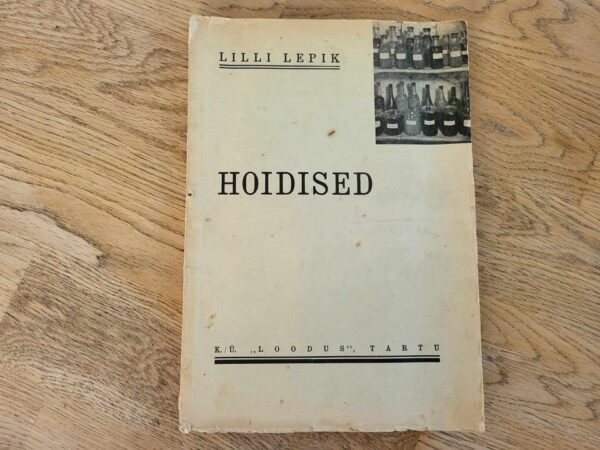 LILLI LEPIK
HOIDISED
K./Ü. „LOODUS“, TARTU